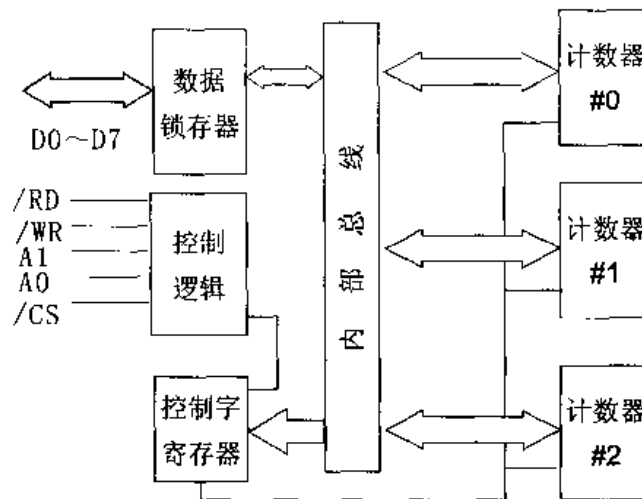 数据
锁存器
D0～D7
/RD
/WR
A1
A0
/CS
控制
逻辑
控制字
寄存器
内部总线
计数器
#0
计数器
#1
计数器
#2